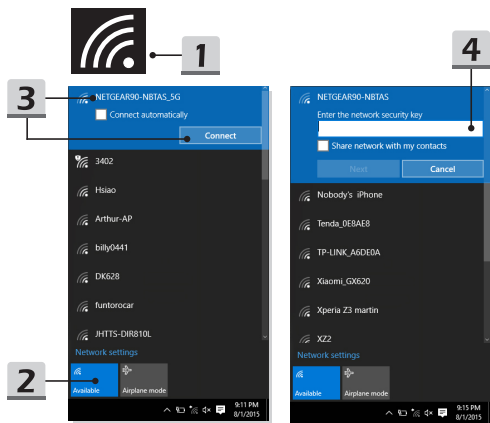 1
3
NETGEAR90-NBTAS_5G
Connect automatically
Connect
3402
Hsiao
Arthur-AP
billy0441
DK628
funtorocar
JHTTS-DIR810L
Network settings
2
Available
Airplane mode
9:11 PM
8/1/2015
4
NETGEAR90-NBTAS
Enter the network security key
Share network with my contacts
Next
Cancel
Nobody's iPhone
Tenda_0E8AE8
TP-LINK_A6DE0A
Xiaomi_GX620
Xperia Z3 martin
XZ2
Network settings
Available
Airplane mode
9:15 PM
8/1/2015